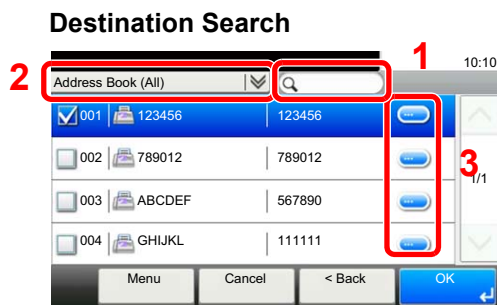 Destination Search
1
10:10
2
Address Book (All)
001 123456 123456
002 789012 789012
3
1/1
003 ABCDEF 567890
004 GHIJKL 111111
Menu Cancel < Back OK